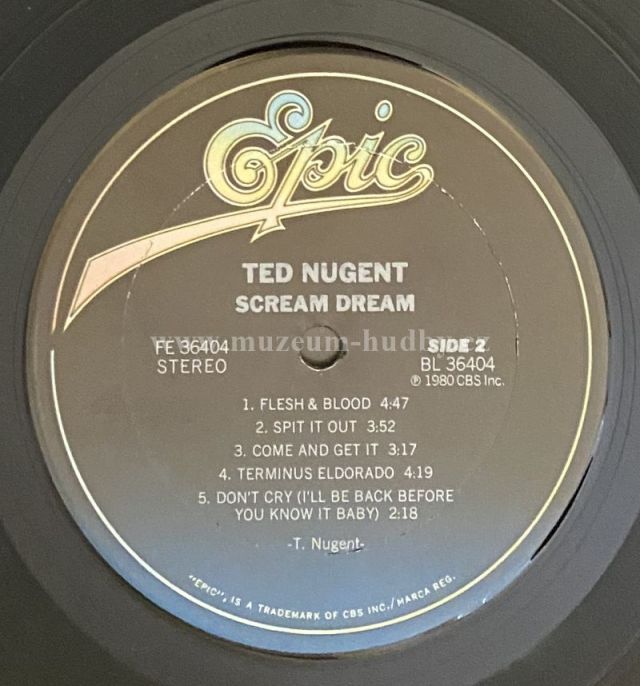 Epic
TED NUGENT
SCREAM DREAM
www.muzeum-hudby.cz
FE 36404
STEREO
SIDE 2
BL 36404
℗ 1980 CBS Inc.
1. FLESH & BLOOD 4:47
2. SPIT IT OUT 3:52
3. COME AND GET IT 3:17
4. TERMINUS ELDORADO 4:19
5. DON'T CRY (I'LL BE BACK BEFORE
YOU KNOW IT BABY) 2:18
-T. Nugent-
"EPIC", IS A TRADEMARK OF CBS INC./MARCA REG.